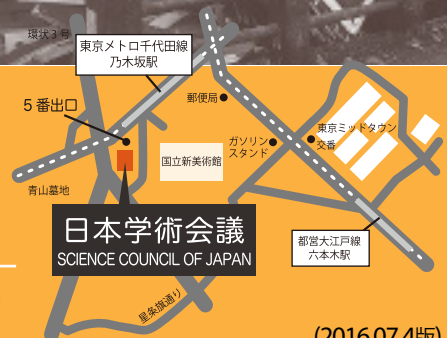 環状3号
東京メトロ千代田線
乃木坂駅
5番出口
郵便局
ガソリン
スタンド
東京ミッドタウン
交番
国立新美術館
青山墓地
日本学術会議
SCIENCE COUNCIL OF JAPAN
都営大江戸線
六本木駅
星条旗通り
(2016.07.4版)